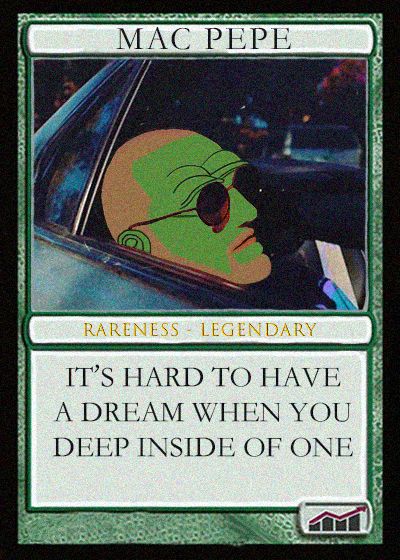 MAC PEPE
RARENESS - LEGENDARY
IT'S HARD TO HAVE
A DREAM WHEN YOU
DEEP INSIDE OF ONE